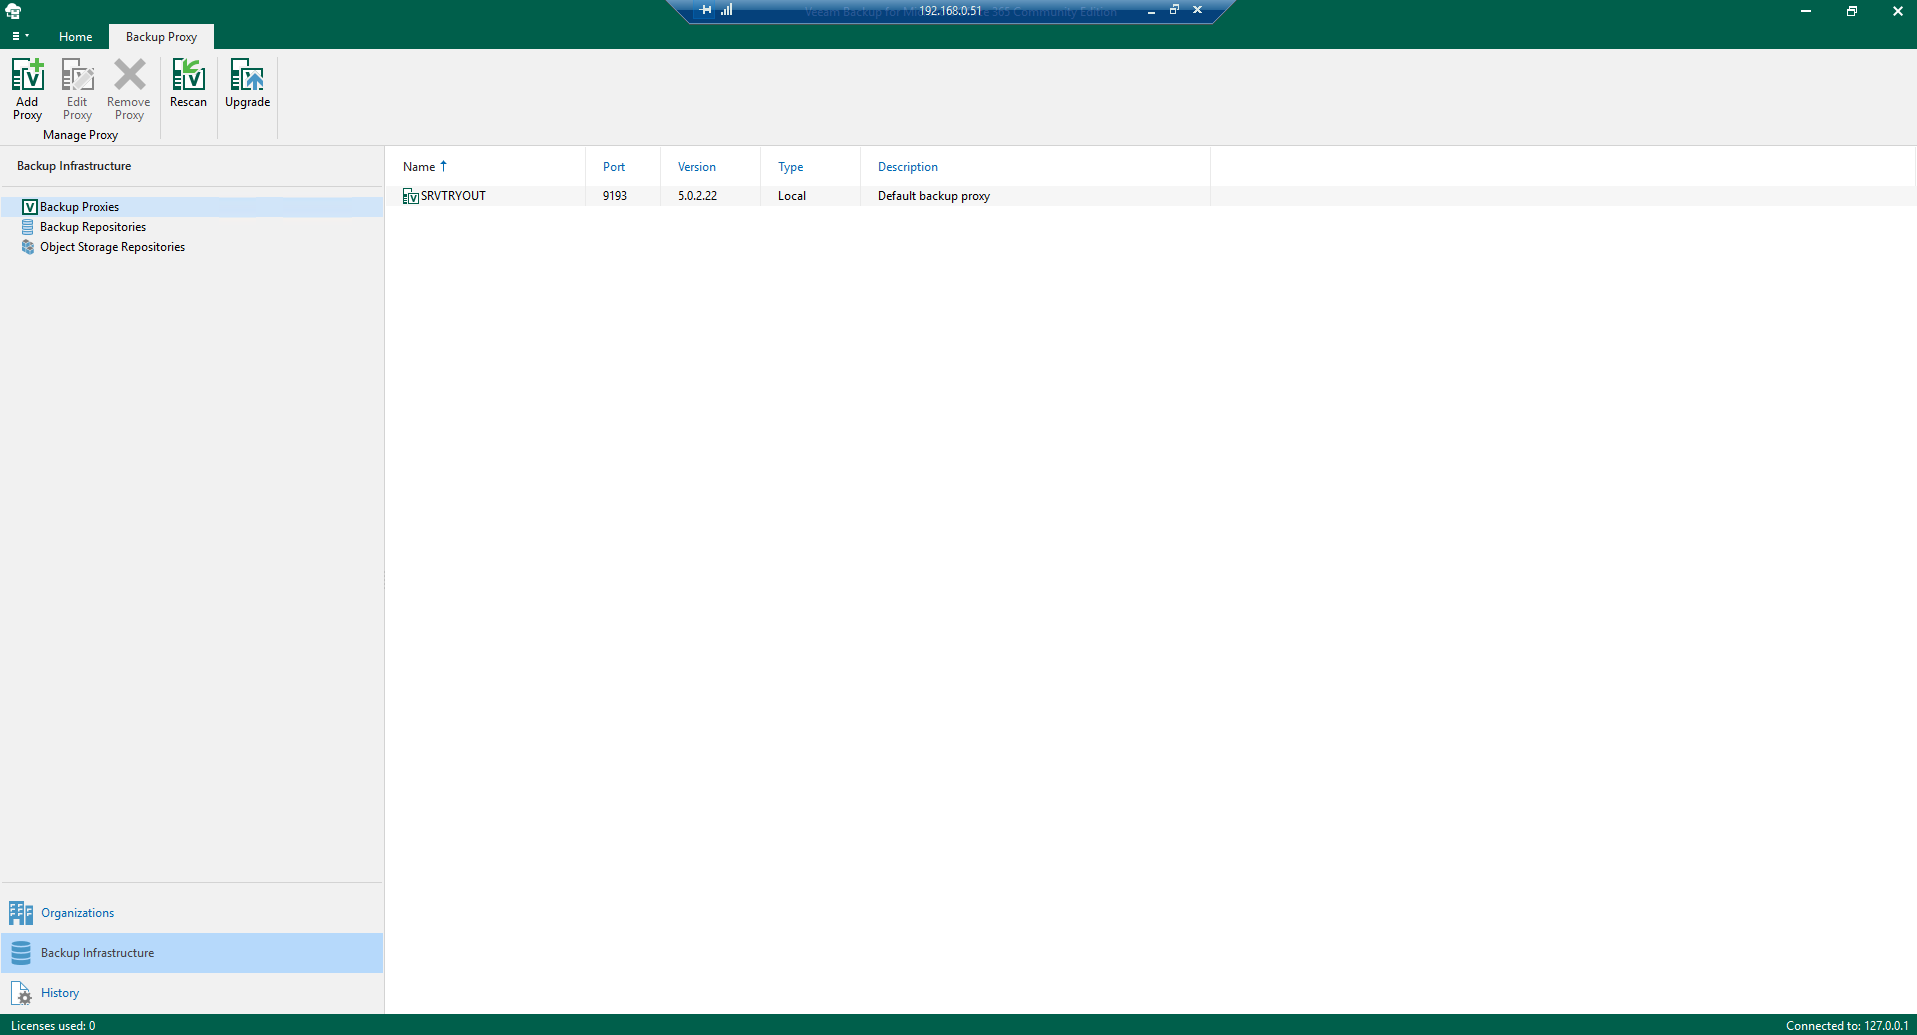 Veeam Backup for Mi 192.168.0.51 365 Community Edition
Home
Backup Proxy
Add Proxy
Edit Proxy
Remove Proxy
Rescan
Upgrade
Manage Proxy
Backup Infrastructure
Backup Proxies
Backup Repositories
Object Storage Repositories
Name Port Version Type Description
SRVTRYOUT 9193 5.0.2.22 Local Default backup proxy
Organizations
Backup Infrastructure
History
Licenses used: 0
Connected to: 127.0.0.1